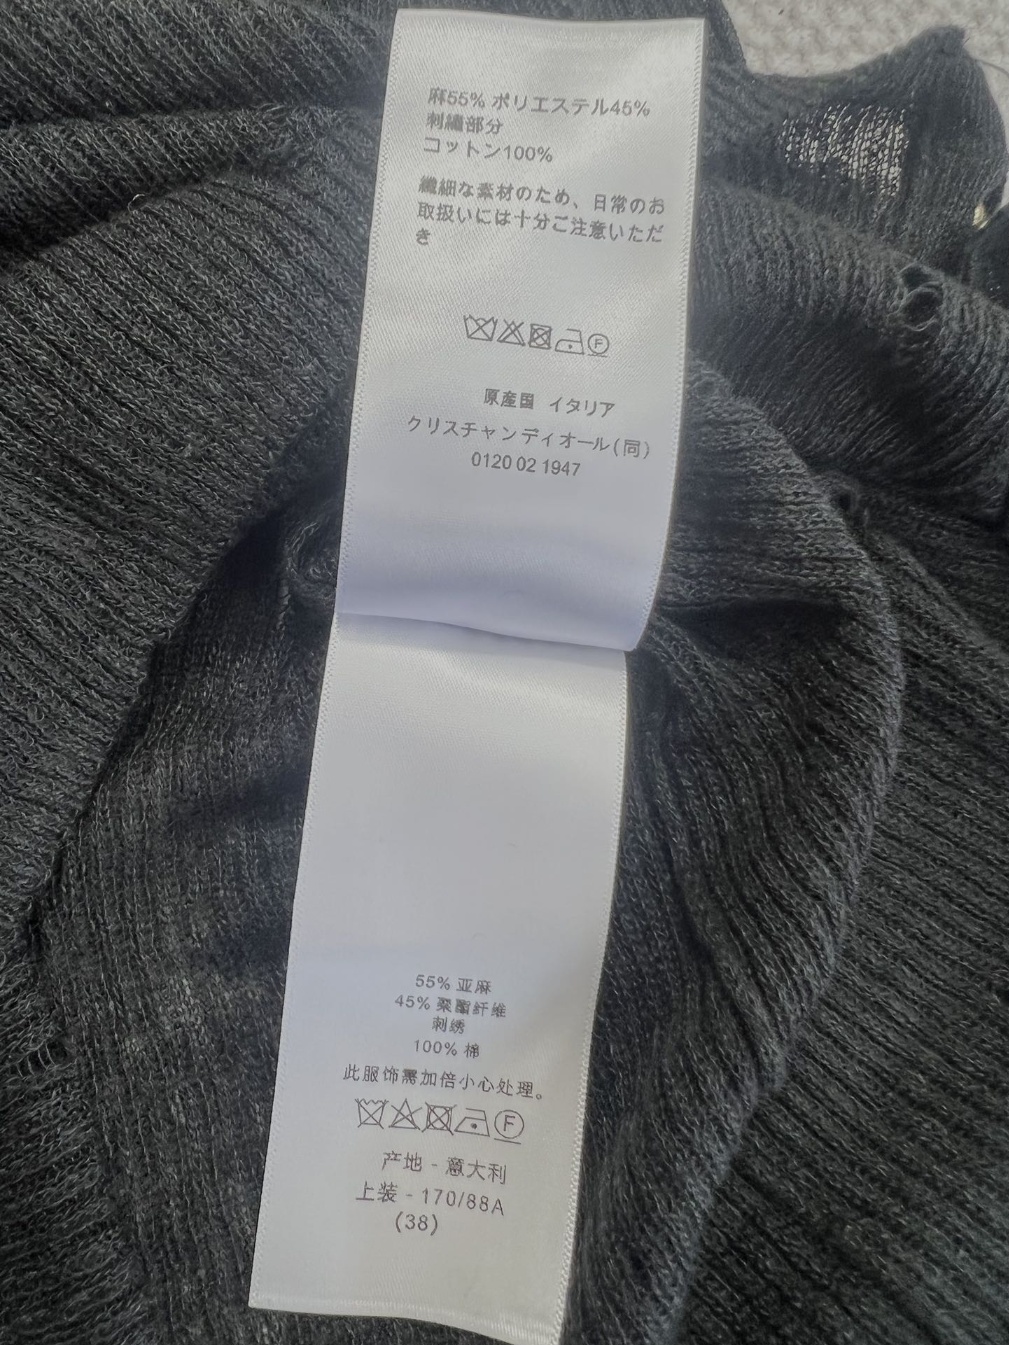 麻55% ポリエステル45%
刺繍部分
コットン100%
繊細な素材のため、日常のお
取扱いには十分ご注意いただ
き
F
原産国 イタリア
クリスチャンディオール(同)
0120 02 1947
55% 亚麻
45% 聚酯纤维
刺绣
100% 棉
此服饰需加倍小心处理。
F
产地 - 意大利
上装 - 170/88A
(38)